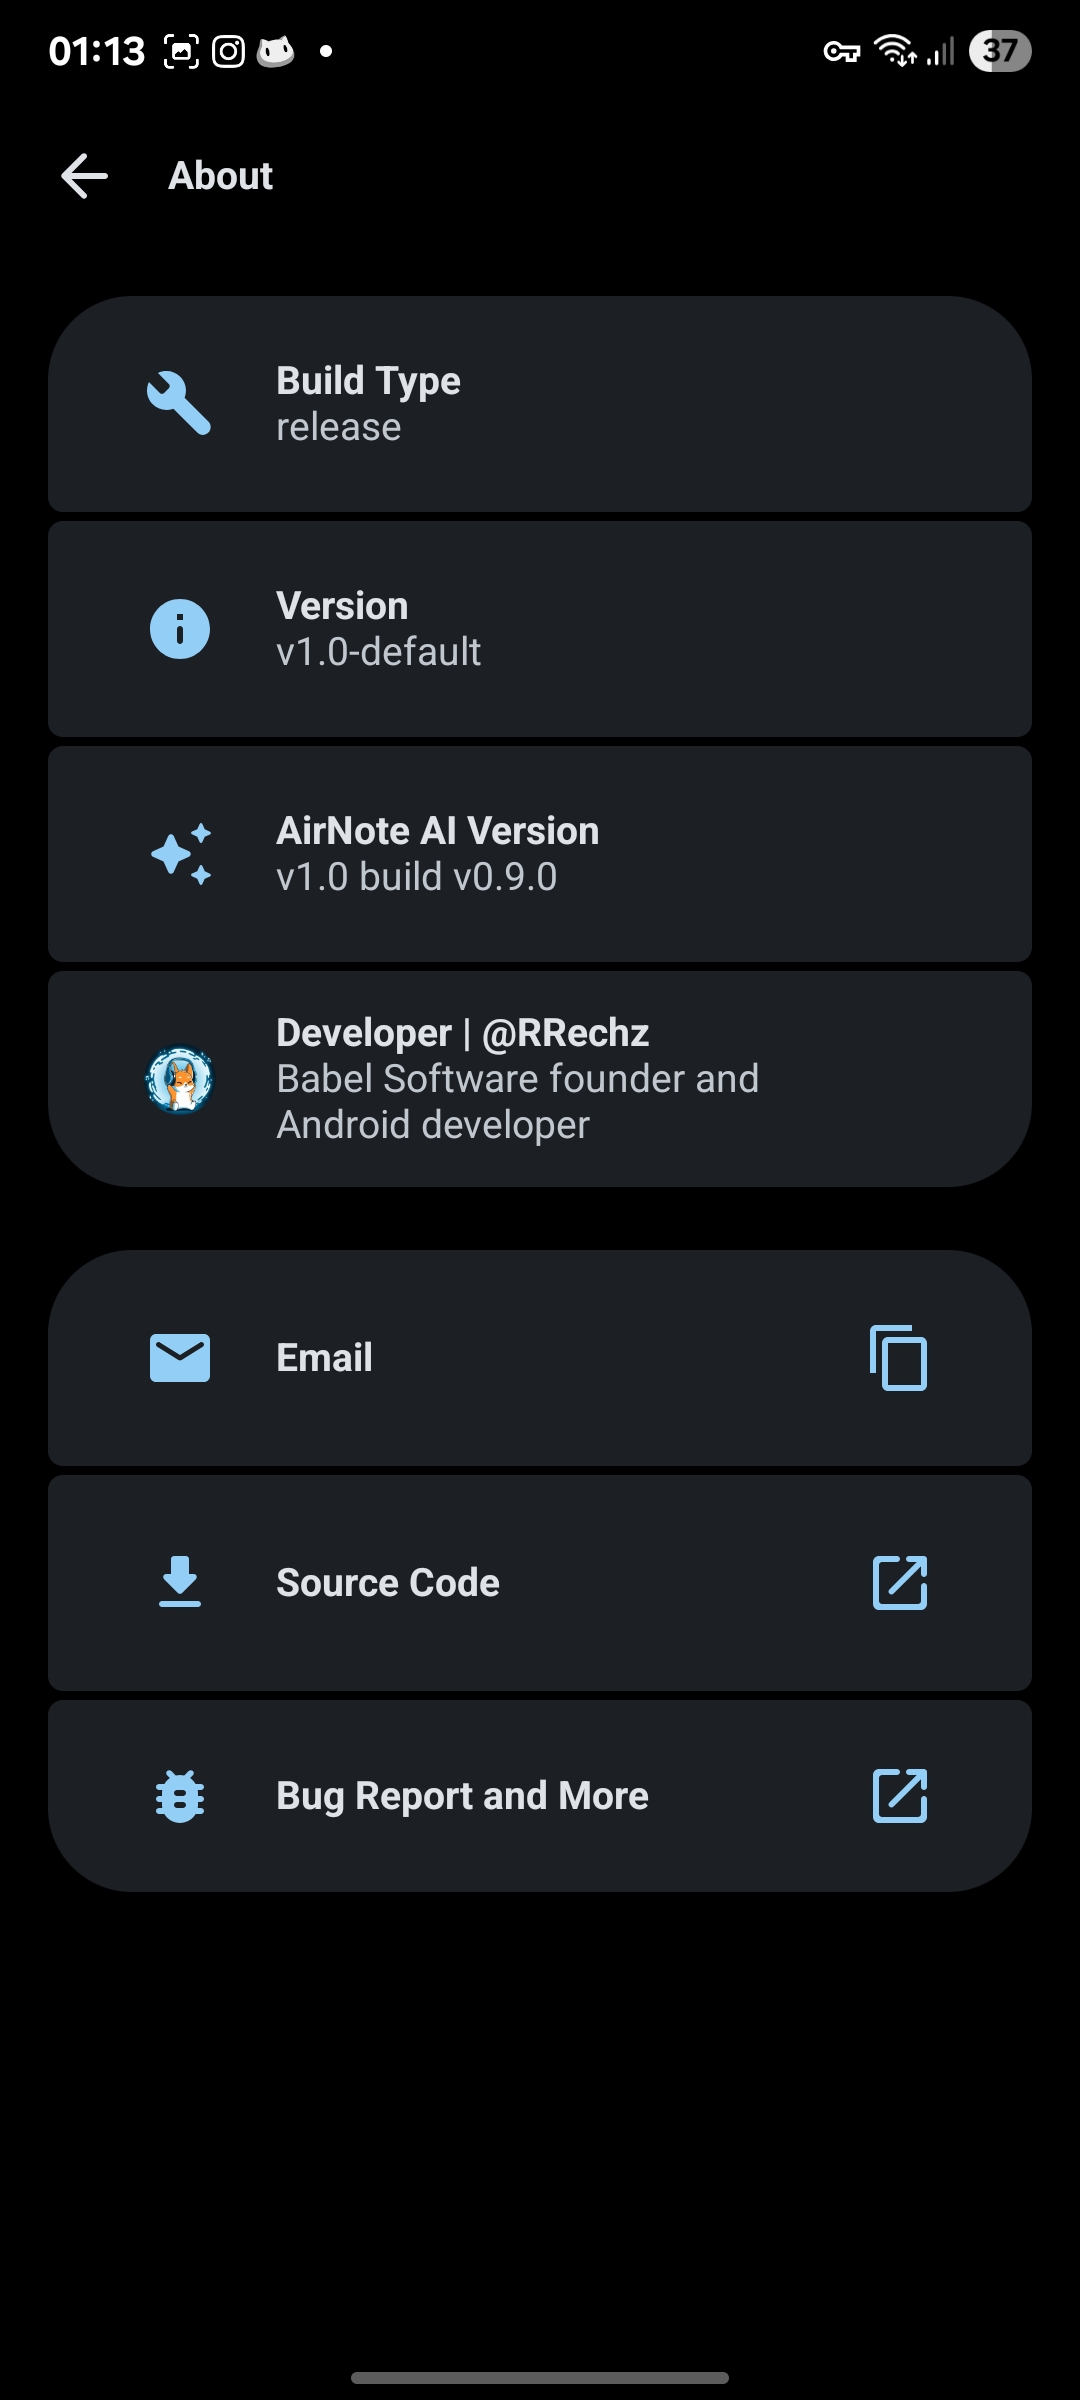 01:13
37
About
Build Type
release
Version
v1.0-default
AirNote AI Version
v1.0 build v0.9.0
Developer | @RRechz
Babel Software founder and
Android developer
Email
Source Code
Bug Report and More